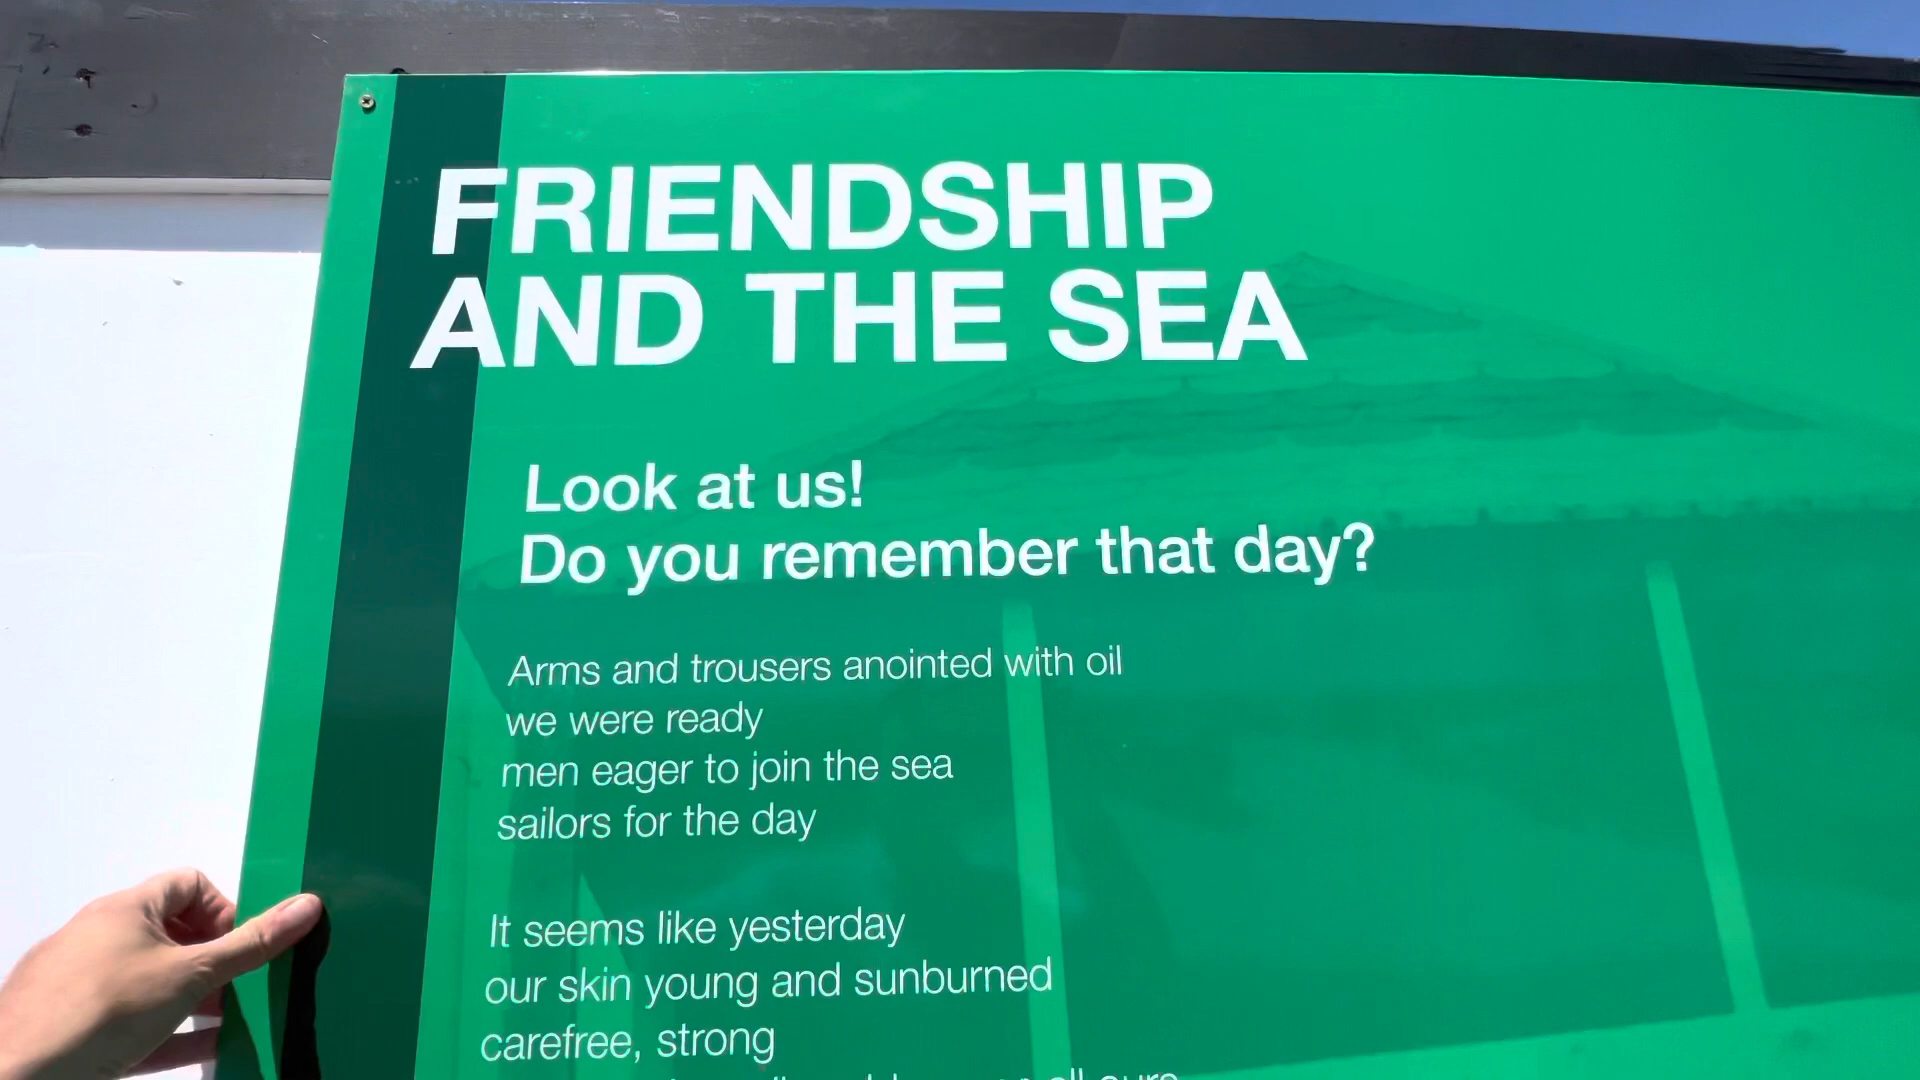 FRIENDSHIP
AND THE SEA
Look at us!
Do you remember that day?
Arms and trousers anointed with oil
we were ready
men eager to join the sea
sailors for the day
It seems like yesterday
our skin young and sunburned
carefree, strong